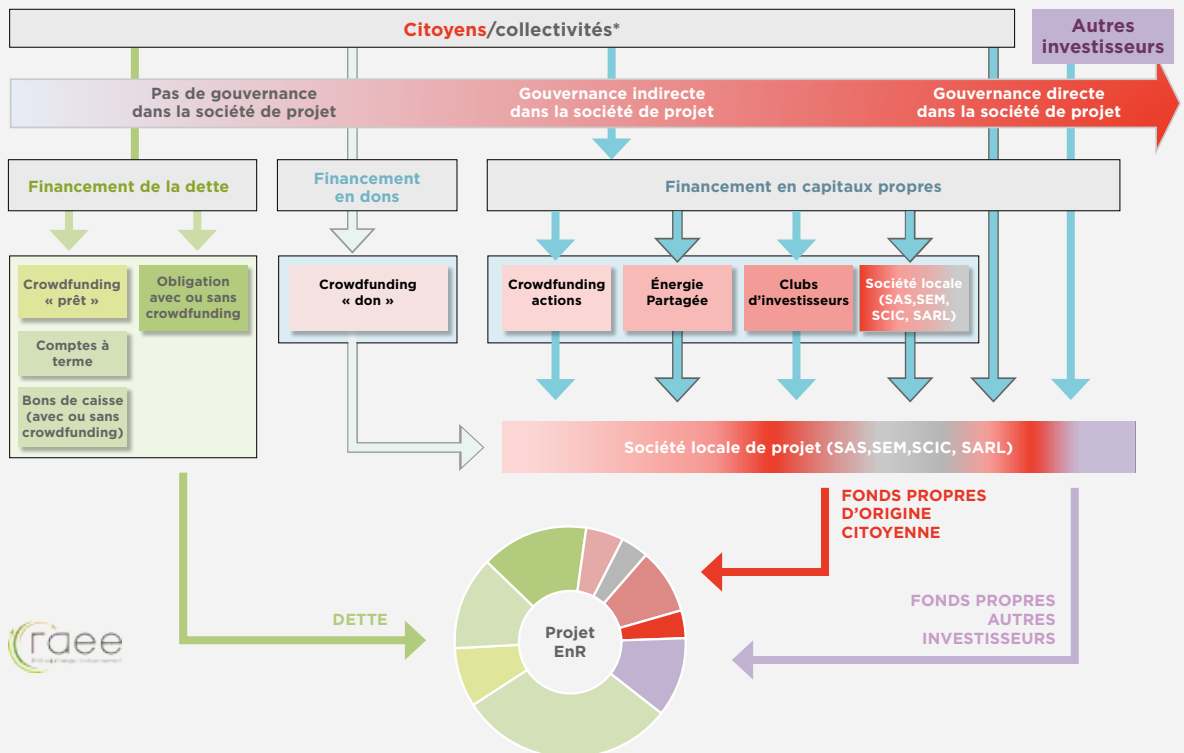 Citoyens/collectivités*
Autres
investisseurs
Pas de gouvernance
dans la société de projet
Gouvernance indirecte
dans la société de projet
Gouvernance directe
dans la société de projet
Financement de la dette
Financement
en dons
Financement en capitaux propres
Crowdfunding
« prêt »
Obligation
avec ou sans
crowdfunding
Comptes à
terme
Bons de caisse
(avec ou sans
crowdfunding)
Crowdfunding
« don »
Crowdfunding
actions
Énergie
Partagée
Clubs
d'investisseurs
Société locale
(SAS,SEM,
SCIC, SARL)
Société locale de projet (SAS,SEM,SCIC, SARL)
FONDS PROPRES
D'ORIGINE
CITOYENNE
FONDS PROPRES
AUTRES
INVESTISSEURS
DETTE
Projet
EnR
raee